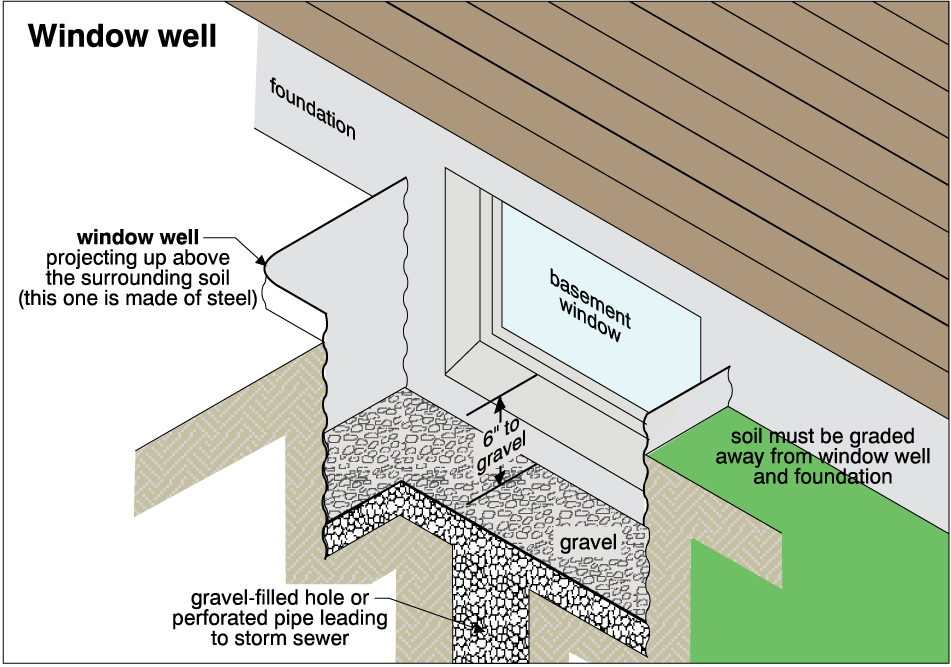 Window well
foundation
window well
projecting up above
the surrounding soil
(this one is made of steel)
basement
window
6" to
gravel
soil must be graded
away from window well
and foundation
gravel
gravel-filled hole or
perforated pipe leading
to storm sewer